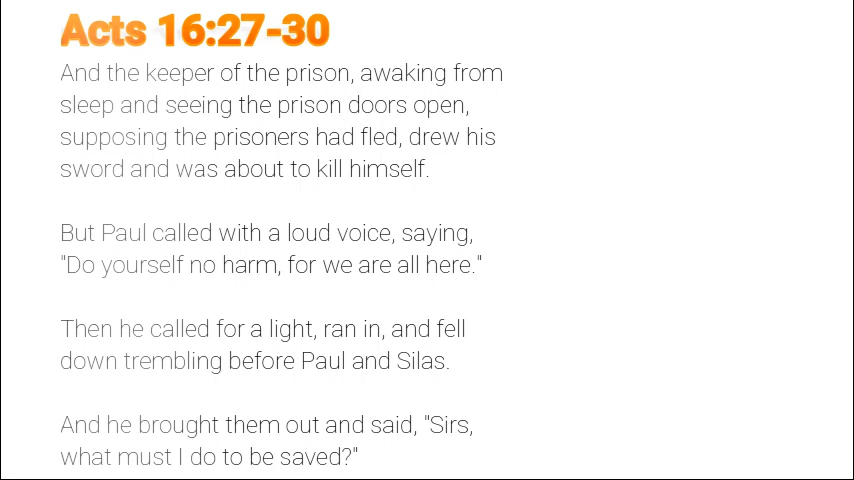 Acts 16:27-30
And the keeper of the prison, awaking from
sleep and seeing the prison doors open,
supposing the prisoners had fled, drew his
sword and was about to kill himself.
But Paul called with a loud voice, saying,
"Do yourself no harm, for we are all here."
Then he called for a light, ran in, and fell
down trembling before Paul and Silas.
And he brought them out and said, "Sirs,
what must I do to be saved?"